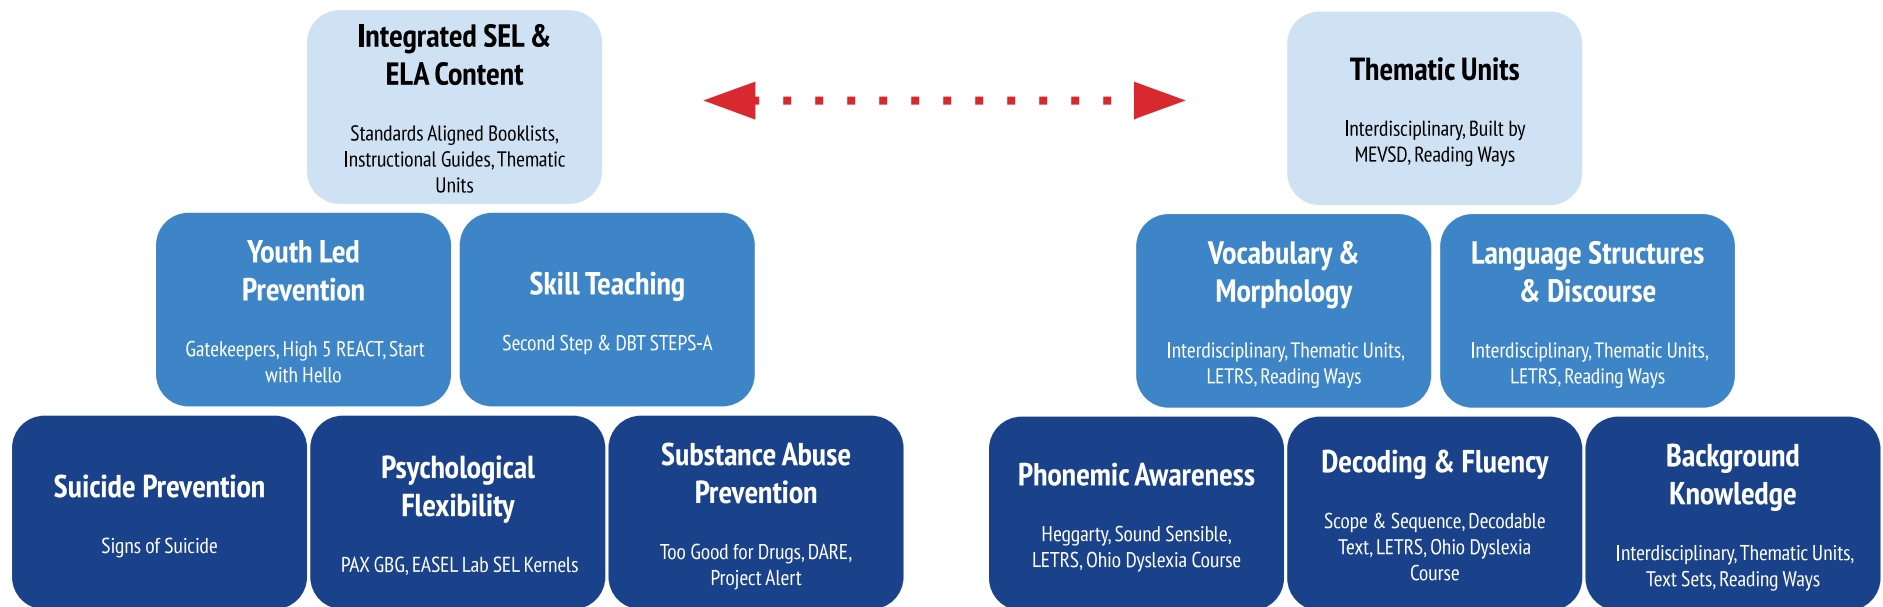 Integrated SEL &
ELA Content
Standards Aligned Booklists,
Instructional Guides, Thematic
Units
Youth Led
Prevention
Gatekeepers, High 5 REACT, Start
with Hello
Skill Teaching
Second Step & DBT STEPS-A
Suicide Prevention
Signs of Suicide
Psychological
Flexibility
PAX GBG, EASEL Lab SEL Kernels
Substance Abuse
Prevention
Too Good for Drugs, DARE,
Project Alert
Thematic Units
Interdisciplinary, Built by
MEVSD, Reading Ways
Vocabulary &
Morphology
Interdisciplinary, Thematic Units,
LETRS, Reading Ways
Language Structures
& Discourse
Interdisciplinary, Thematic Units,
LETRS, Reading Ways
Phonemic Awareness
Heggarty, Sound Sensible,
LETRS, Ohio Dyslexia Course
Decoding & Fluency
Scope & Sequence, Decodable
Text, LETRS, Ohio Dyslexia
Course
Background
Knowledge
Interdisciplinary, Thematic Units,
Text Sets, Reading Ways